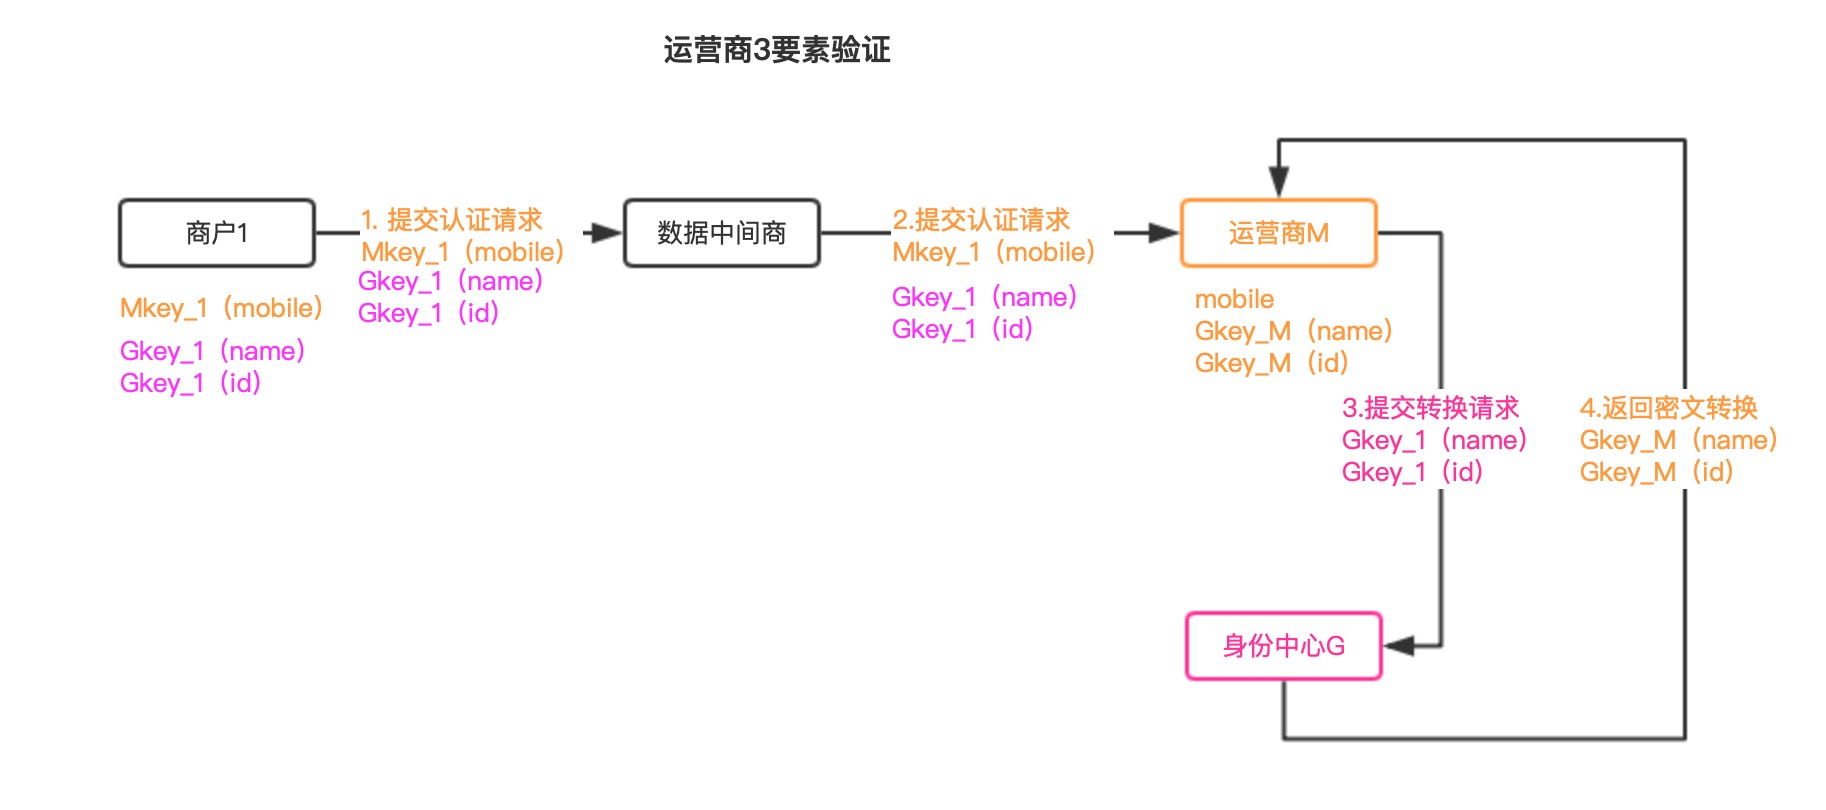 运营商3要素验证
商户1
Mkey_1（mobile）
Gkey_1（name）
Gkey_1（id）
1. 提交认证请求
Mkey_1（mobile）
Gkey_1（name）
Gkey_1（id）
数据中间商
2.提交认证请求
Mkey_1（mobile）
Gkey_1（name）
Gkey_1（id）
运营商M
mobile
Gkey_M（name）
Gkey_M（id）
3.提交转换请求
Gkey_1（name）
Gkey_1（id）
4.返回密文转换
Gkey_M（name）
Gkey_M（id）
身份中心G